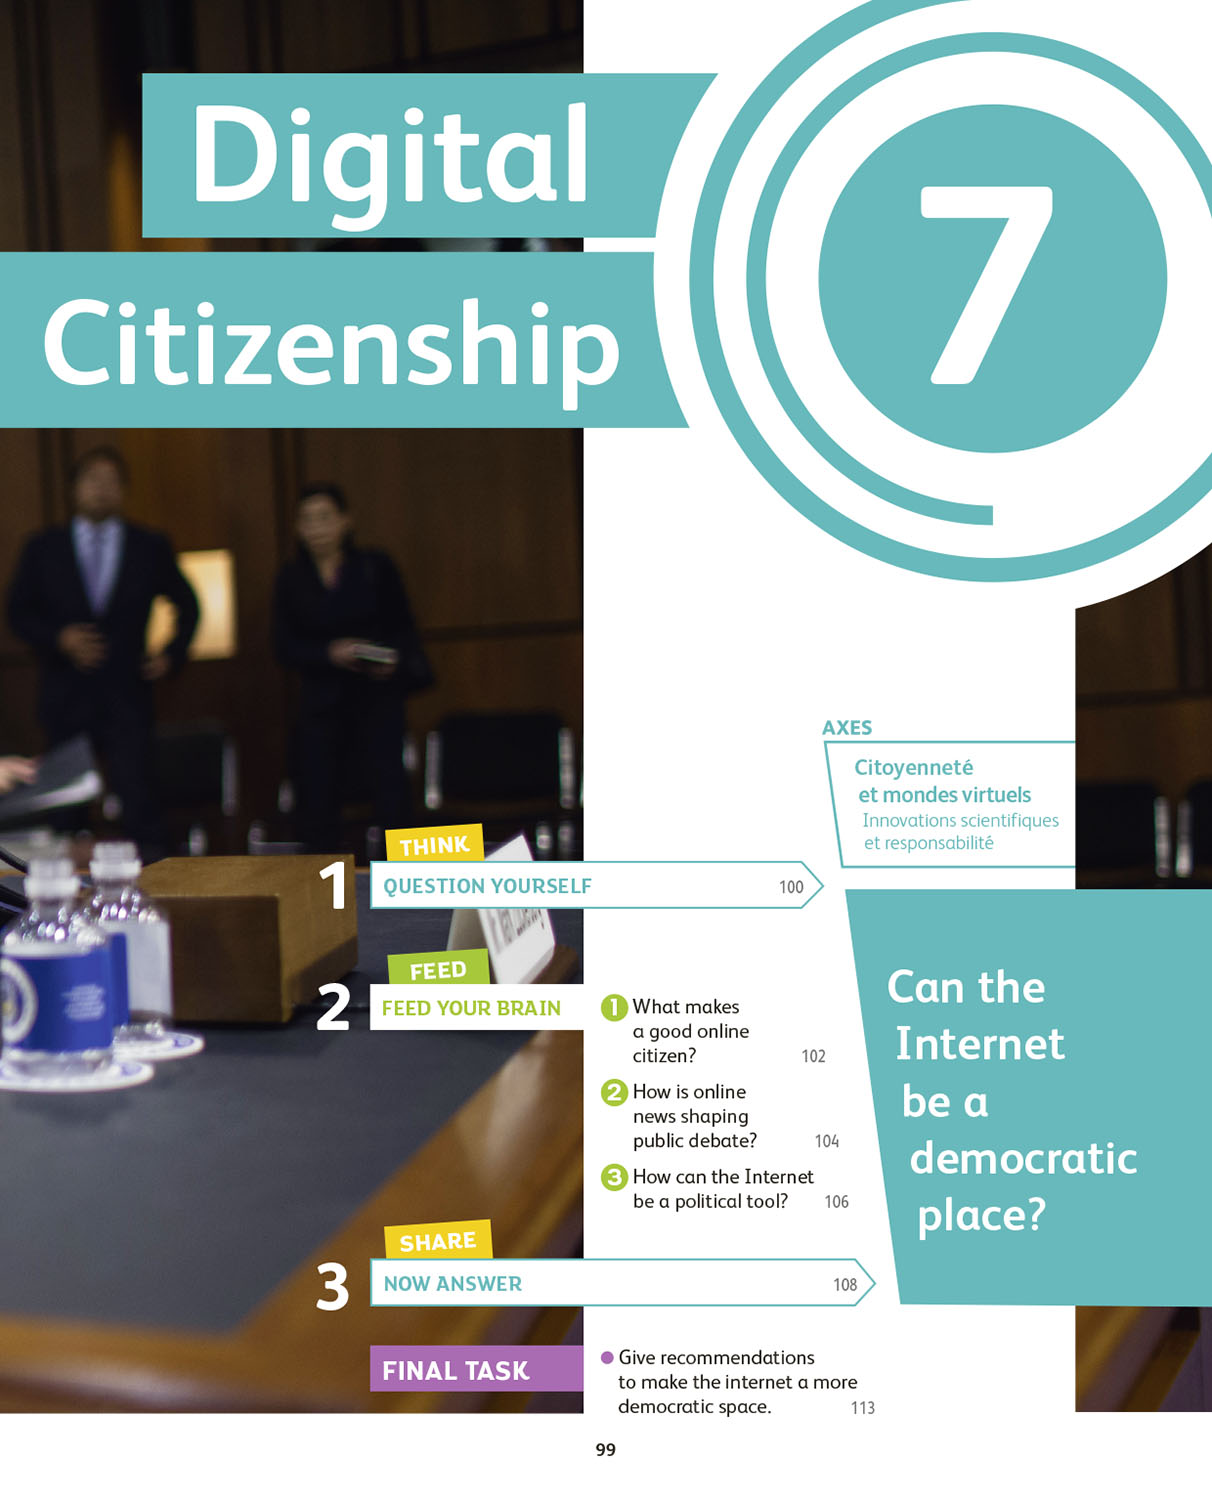 Digital
Citizenship
7
AXES
Citoyenneté
et mondes virtuels
Innovations scientifiques
et responsabilité
THINK
1 QUESTION YOURSELF 100
FEED
2 FEED YOUR BRAIN
1 What makes
a good online
citizen? 102
2 How is online
news shaping
public debate? 104
3 How can the Internet
be a political tool? 106
Can the
Internet
be a
democratic
place?
SHARE
3 NOW ANSWER 108
FINAL TASK
Give recommendations
to make the internet a more
democratic space. 113
99